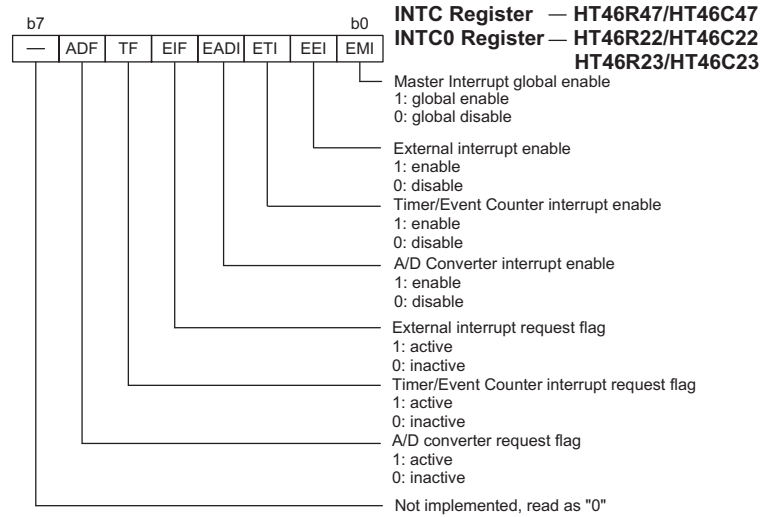 INTC Register — HT46R47/HT46C47
b7 b0 INTC0 Register — HT46R22/HT46C22
HT46R23/HT46C23
— ADF TF EIF EADI ETI EEI EMI
Master Interrupt global enable
1: global enable
0: global disable
External interrupt enable
1: enable
0: disable
Timer/Event Counter interrupt enable
1: enable
0: disable
A/D Converter interrupt enable
1: enable
0: disable
External interrupt request flag
1: active
0: inactive
Timer/Event Counter interrupt request flag
1: active
0: inactive
A/D converter request flag
1: active
0: inactive
Not implemented, read as "0"